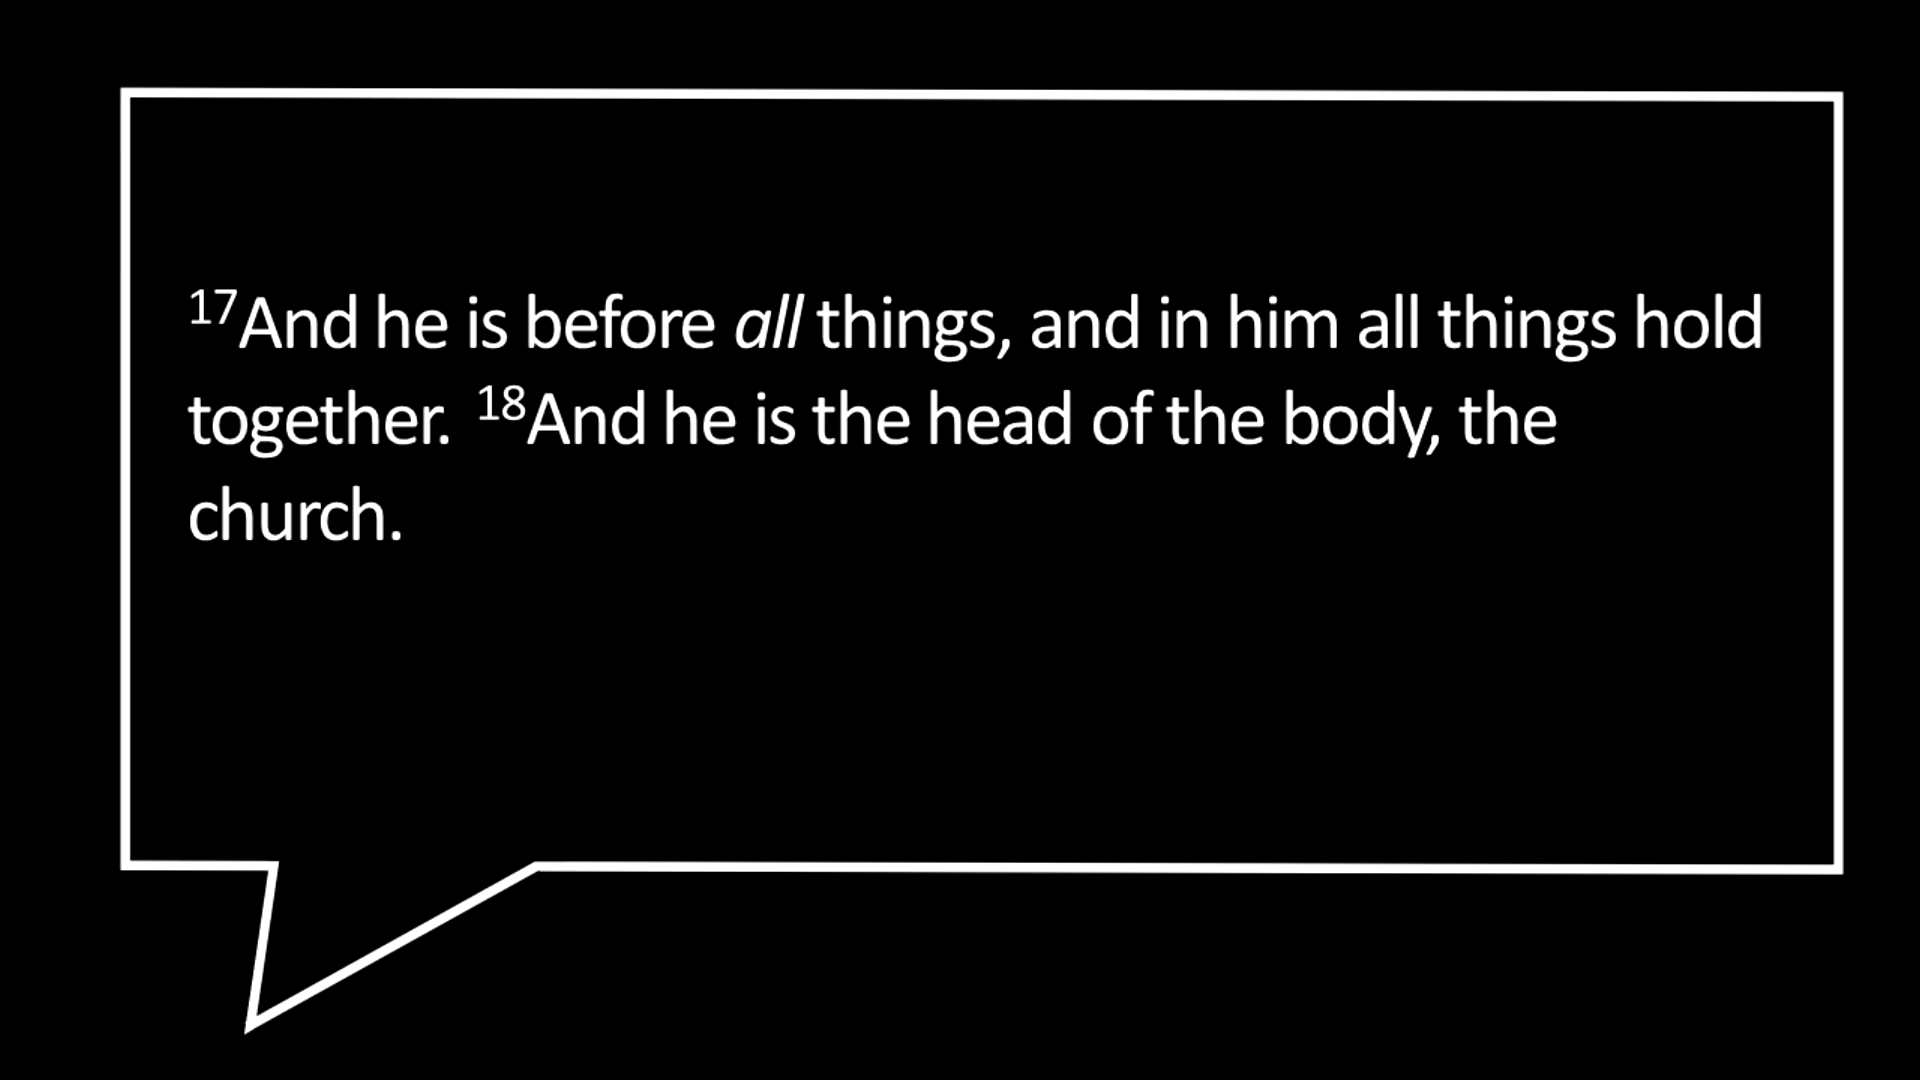 17And he is before all things, and in him all things hold
together. 18And he is the head of the body, the
church.